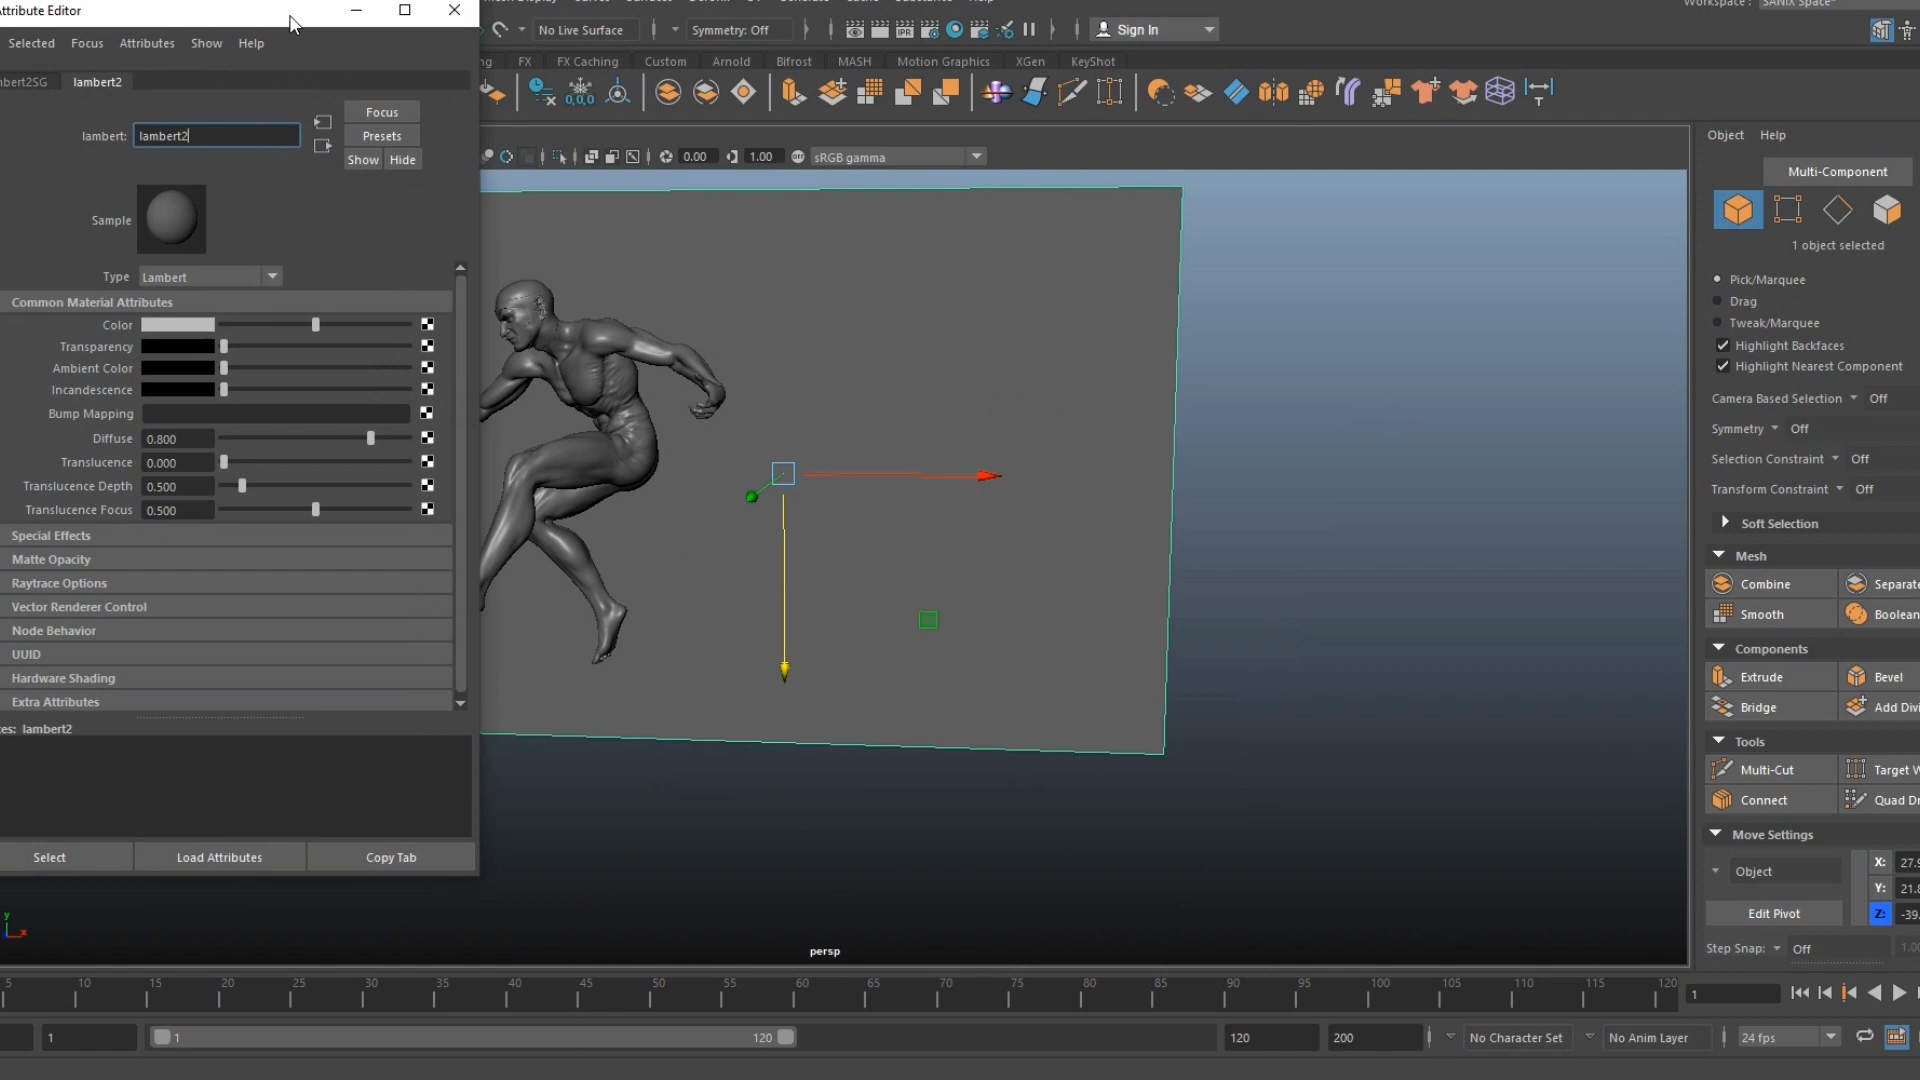 ttribute Editor
Selected Focus Attributes Show Help
mbert2SG lambert2
lambert: lambert2
Focus
Presets
Show Hide
Sample
Type Lambert
Common Material Attributes
Color
Transparency
Ambient Color
Incandescence
Bump Mapping
Diffuse 0.800
Translucence 0.000
Translucence Depth 0.500
Translucence Focus 0.500
Special Effects
Matte Opacity
Raytrace Options
Vector Renderer Control
Node Behavior
UUID
Hardware Shading
Extra Attributes
es: lambert2
Select Load Attributes Copy Tab
No Live Surface Symmetry: Off IPR Sign In
ng FX FX Caching Custom Arnold Bifrost MASH Motion Graphics XGen KeyShot
0,0,0
0.00 1.00 sRGB gamma
Workspace : SANIX Space*
Object Help
Multi-Component
1 object selected
Pick/Marquee
Drag
Tweak/Marquee
Highlight Backfaces
Highlight Nearest Component
Camera Based Selection Off
Symmetry Off
Selection Constraint Off
Transform Constraint Off
Soft Selection
Mesh
Combine Separate
Smooth Boolean
Components
Extrude Bevel
Bridge Add Divi
Tools
Multi-Cut Target W
Connect Quad Dr
Move Settings
Object
X: 27.9
Y: 21.8
Edit Pivot Z: -39.
Step Snap: Off 1.00
y
x
persp
5 10 15 20 25 30 35 40 45 50 55 60 65 70 75 80 85 90 95 100 105 110 115 120 1
1 1 120 120 200 No Character Set No Anim Layer 24 fps